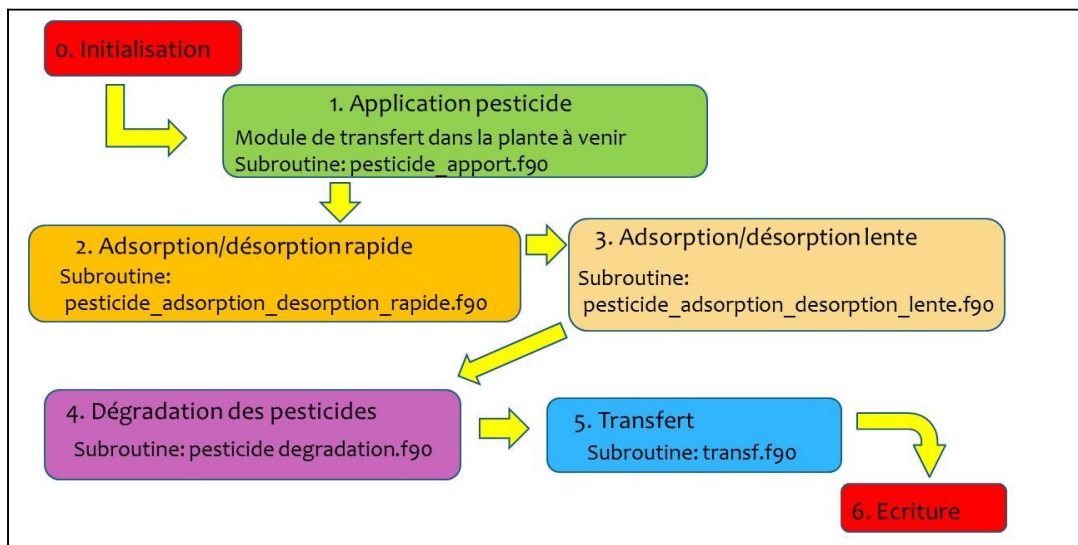 0. Initialisation
1. Application pesticide
Module de transfert dans la plante à venir
Subroutine: pesticide_apport.f90
2. Adsorption/désorption rapide
Subroutine:
pesticide_adsorption_desorption_rapide.f90
3. Adsorption/désorption lente
Subroutine:
pesticide_adsorption_desorption_lente.f90
4. Dégradation des pesticides
Subroutine: pesticide degradation.f90
5. Transfert
Subroutine: transf.f90
6. Ecriture